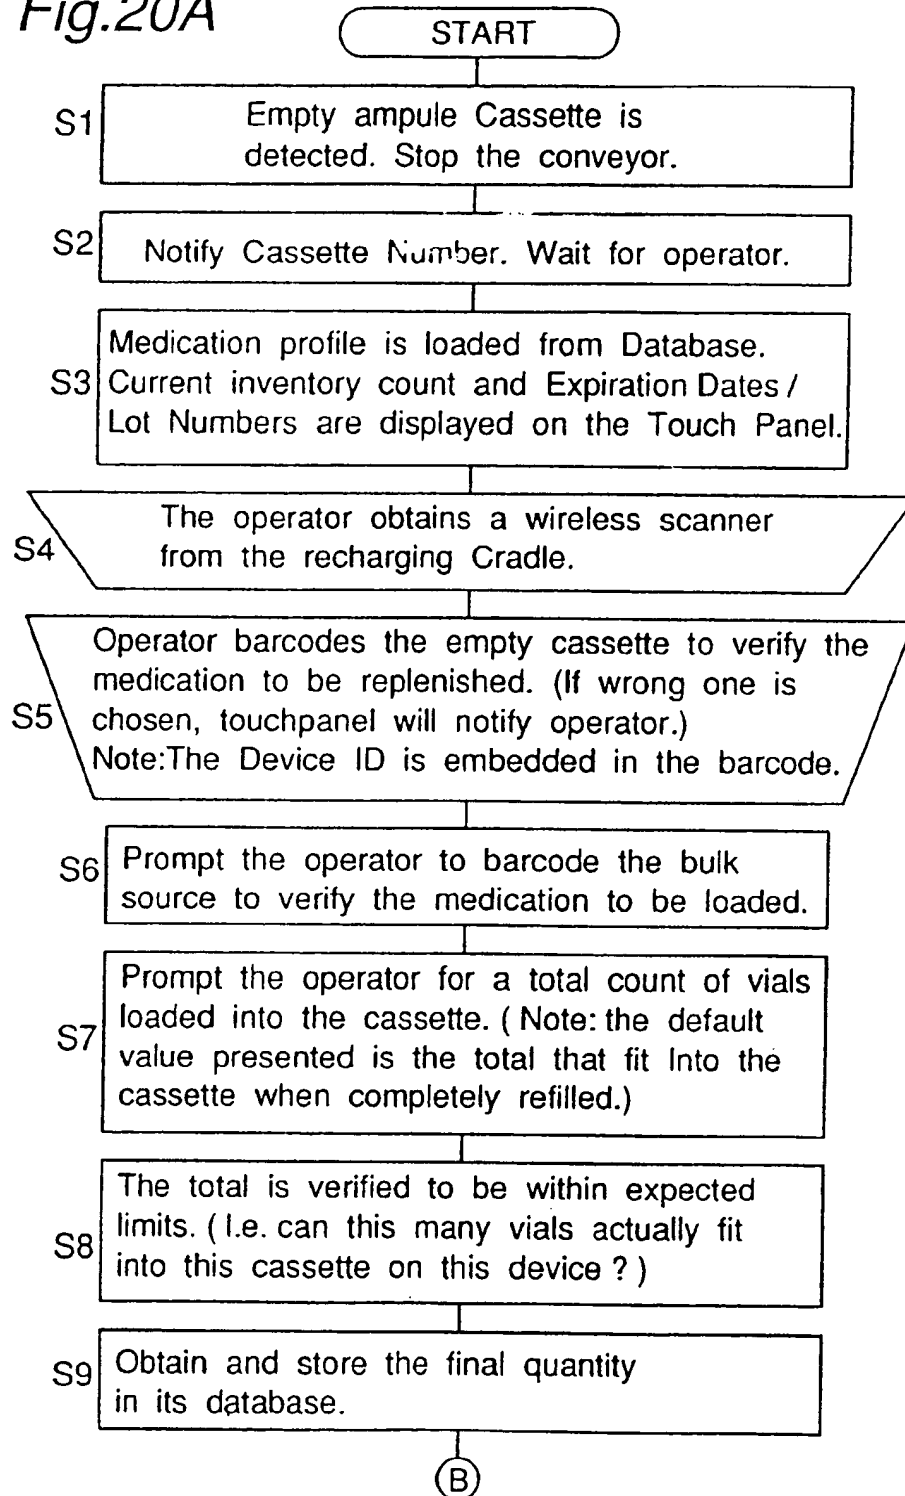 Fig.20A
START
S1
Empty ampule Cassette is
detected. Stop the conveyor.
S2
Notify Cassette Number. Wait for operator.
S3
Medication profile is loaded from Database.
Current inventory count and Expiration Dates /
Lot Numbers are displayed on the Touch Panel.
S4
The operator obtains a wireless scanner
from the recharging Cradle.
S5
Operator barcodes the empty cassette to verify the
medication to be replenished. (If wrong one is
chosen, touchpanel will notify operator.)
Note:The Device ID is embedded in the barcode.
S6
Prompt the operator to barcode the bulk
source to verify the medication to be loaded.
S7
Prompt the operator for a total count of vials
loaded into the cassette. ( Note: the default
value presented is the total that fit Into the
cassette when completely refilled.)
S8
The total is verified to be within expected
limits. ( I.e. can this many vials actually fit
into this cassette on this device ? )
S9
Obtain and store the final quantity
in its database.
B